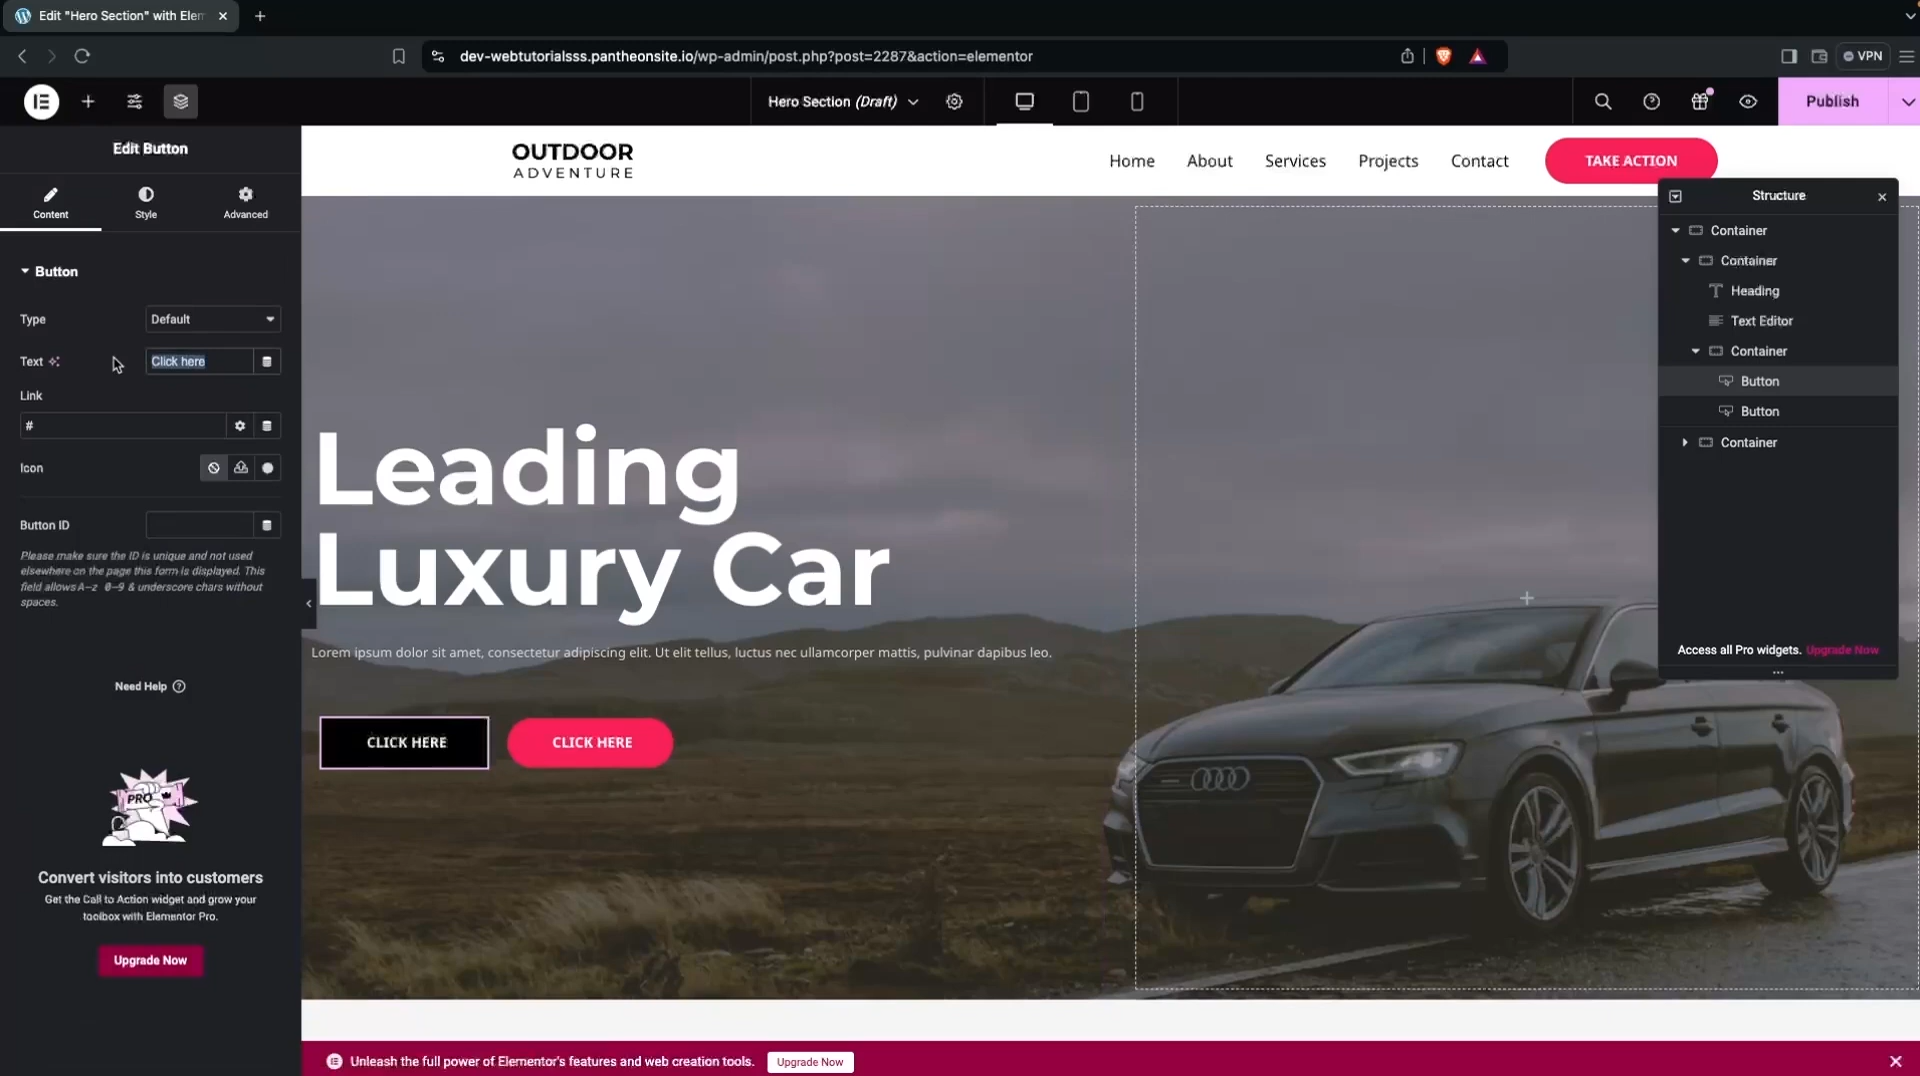 Edit "Hero Section" with Elem
dev-webtutorialsss.pantheonsite.io/wp-admin/post.php?post=2287&action=elementor
VPN
Hero Section (Draft)
Publish
Edit Button
Content
Style
Advanced
Button
Type
Default
Text
Click here
Link
#
Icon
Button ID
Please make sure the ID is unique and not used
elsewhere on the page this form is displayed. This
field allows A-z 0-9 & underscore chars without
spaces.
Need Help
PRO
Convert visitors into customers
Get the Call to Action widget and grow your
toolbox with Elementor Pro.
Upgrade Now
OUTDOOR
ADVENTURE
Home
About
Services
Projects
Contact
TAKE ACTION
Leading
Luxury Car
Lorem ipsum dolor sit amet, consectetur adipiscing elit. Ut elit tellus, luctus nec ullamcorper mattis, pulvinar dapibus leo.
CLICK HERE
CLICK HERE
Structure
Container
Container
Heading
Text Editor
Container
Button
Button
Container
Access all Pro widgets. Upgrade Now
Unleash the full power of Elementor's features and web creation tools.
Upgrade Now